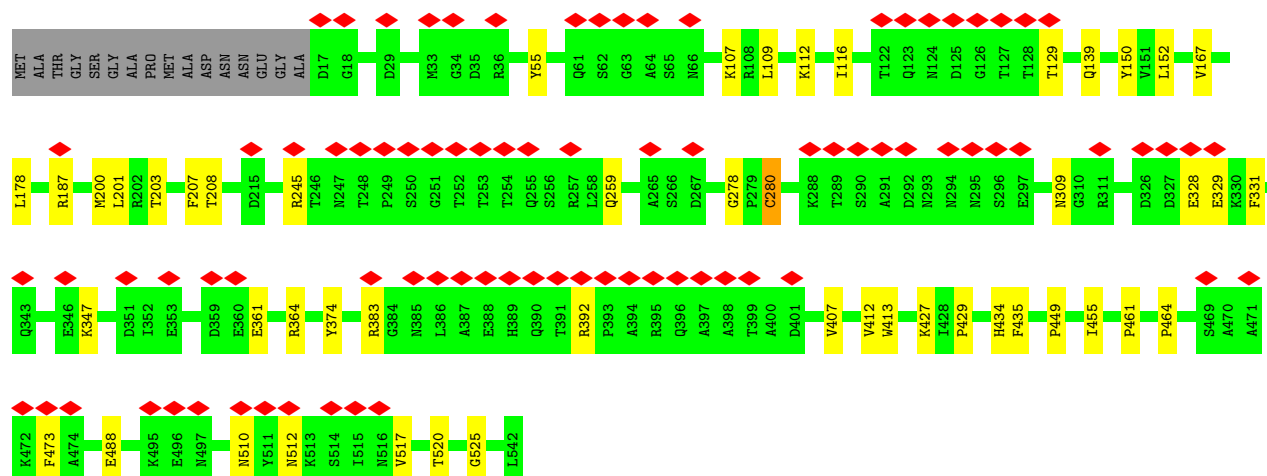 MET ALA THR GLY SER GLY ALA PRO MET ALA ASP ASN ASN GLU GLY ALA D17 G18 D29 M33 G34 D35 R36 Y55 Q61 S62 G63 A64 S65 N66 K107 R108 L109 K112 I116 T122 Q123 N124 D125 G126 T127 T128 T129 Q139 Y150 V151 L152 V167
L178 R187 M200 L201 R202 T203 F207 T208 D215 R245 T246 N247 T248 P249 S250 G251 T252 T253 T254 Q255 S256 R257 L258 Q259 A265 S266 D267 G278 P279 C280 K288 T289 S290 A291 D292 N293 N294 N295 S296 E297 N309 G310 R311 D326 D327 E328 E329 K330 F331
Q343 E346 K347 D351 I352 E353 D359 E360 E361 R364 Y374 R383 G384 N385 L386 A387 E388 H389 Q390 T391 R392 P393 A394 R395 Q396 A397 A398 T399 A400 D401 V407 V412 W413 K427 I428 P429 H434 F435 P449 I455 P461 P464 S469 A470 A471
K472 F473 A474 E488 K495 E496 N497 N510 Y511 N512 K513 S514 I515 N516 V517 T520 G525 L542